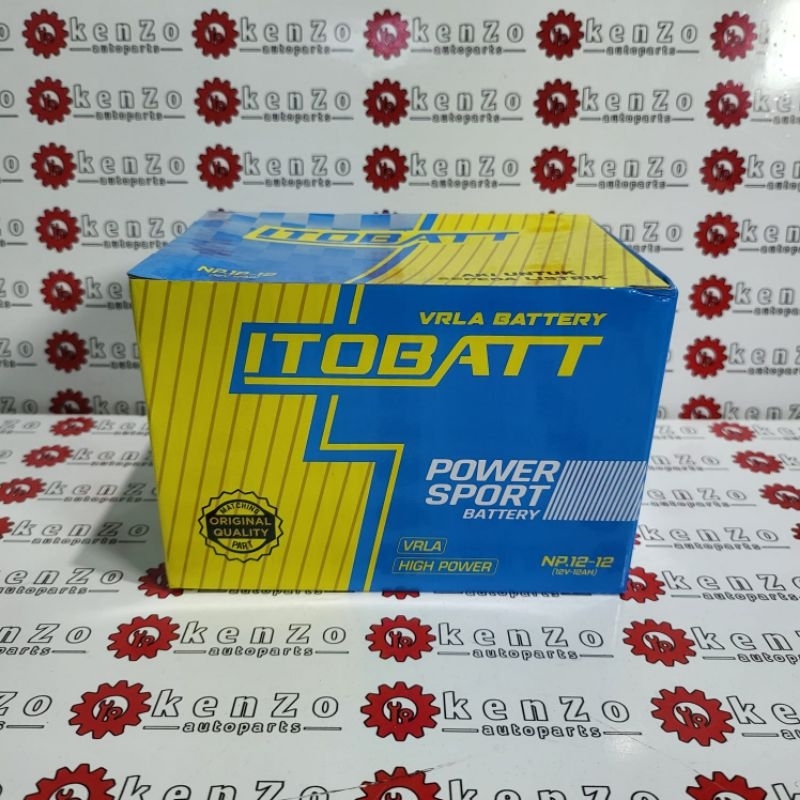 ITOBATT
NP.12-12
AKI UNTUK
SEPEDA LISTRIK
VRLA BATTERY
ITOBATT
POWER
SPORT
BATTERY
MATCHING
ORIGINAL
QUALITY
PART
VRLA
HIGH POWER
NP.12-12
(12V-12AH)
kenzo
autoparts